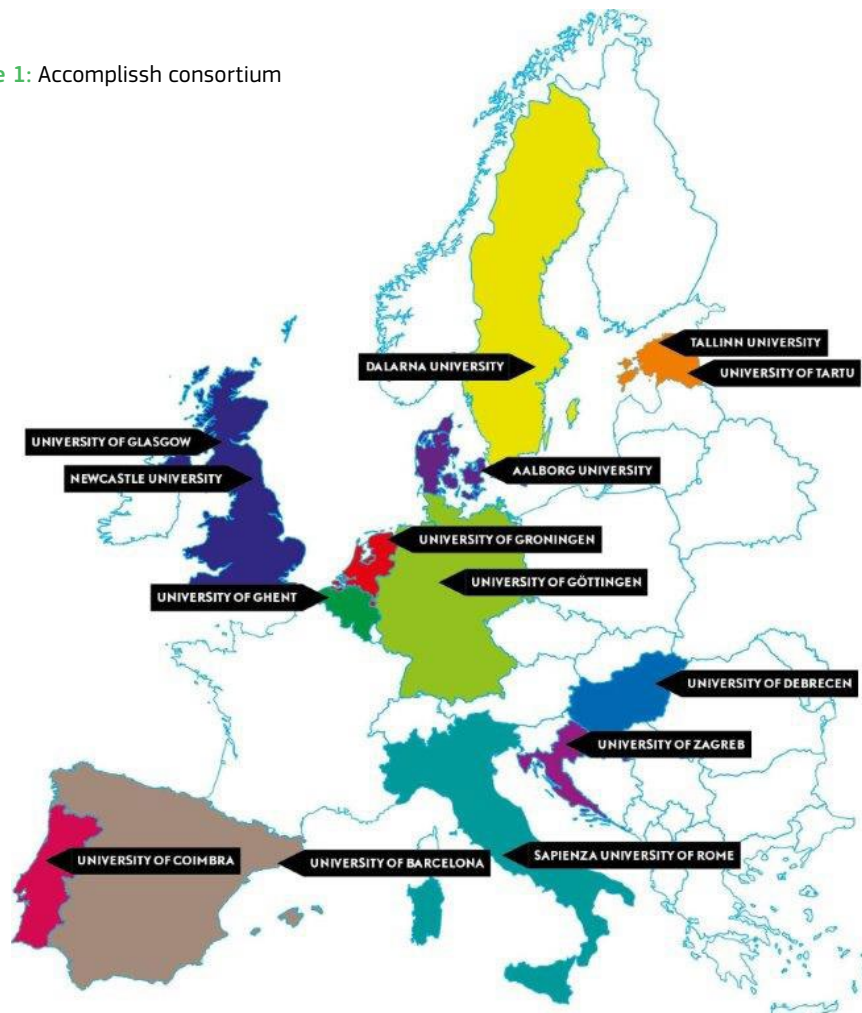 e 1: Accomplissh consortium
DALARNA UNIVERSITY
TALLINN UNIVERSITY
UNIVERSITY OF TARTU
UNIVERSITY OF GLASGOW
NEWCASTLE UNIVERSITY
AALBORG UNIVERSITY
UNIVERSITY OF GRONINGEN
UNIVERSITY OF GÖTTINGEN
UNIVERSITY OF GHENT
UNIVERSITY OF DEBRECEN
UNIVERSITY OF ZAGREB
UNIVERSITY OF COIMBRA
UNIVERSITY OF BARCELONA
SAPIENZA UNIVERSITY OF ROME